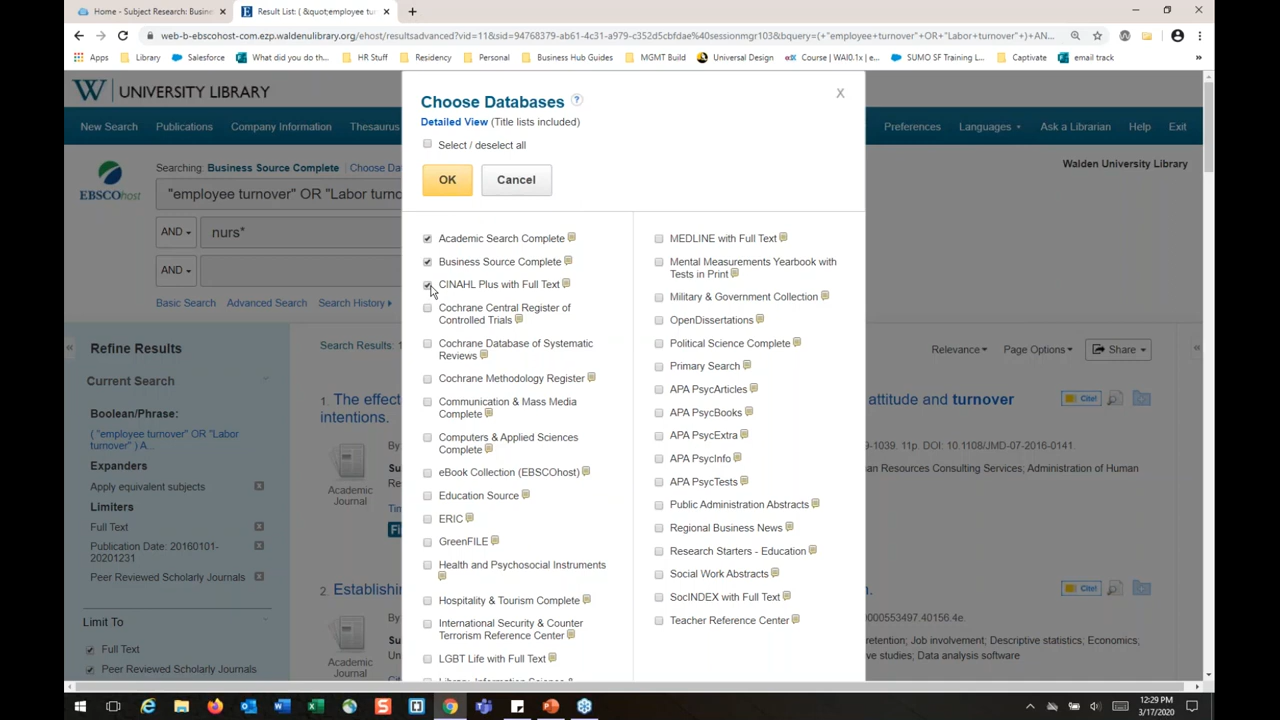 Home - Subject Research: Busine
Result List: ( &quot;employee tur
web-b-ebscohost-com.ezp.waldenulibrary.org/ehost/resultsadvanced?vid=11&sid=94768379-ab61-4c31-a979-c352d5cbfdae%40sessionmgr103&bquery=(+"employee+turnover"+OR+"Labor+turnover"+)+AN...
Apps
Library
Salesforce
What did you do th...
HR Stuff
Residency
Personal
Business Hub Guides
MGMT Build
Universal Design
Course | WAI0.1x | e...
SUMO SF Training L...
Captivate
email track
W UNIVERSITY LIBRARY
New Search Publications Company Information Thesaurus
Preferences Languages Ask a Librarian Help Exit
Walden University Library
Searching: Business Source Complete Choose Da
EBSCOhost
"employee turnover" OR "Labor turno
AND nurs*
AND
Basic Search Advanced Search Search History
Choose Databases ?
X
Detailed View (Title lists included)
Select / deselect all
OK Cancel
Academic Search Complete
Business Source Complete
CINAHL Plus with Full Text
Cochrane Central Register of
Controlled Trials
Cochrane Database of Systematic
Reviews
Cochrane Methodology Register
Communication & Mass Media
Complete
Computers & Applied Sciences
Complete
eBook Collection (EBSCOhost)
Education Source
ERIC
GreenFILE
Health and Psychosocial Instruments
Hospitality & Tourism Complete
International Security & Counter
Terrorism Reference Center
LGBT Life with Full Text
MEDLINE with Full Text
Mental Measurements Yearbook with
Tests in Print
Military & Government Collection
OpenDissertations
Political Science Complete
Primary Search
APA PsycArticles
APA PsycBooks
APA PsycExtra
APA PsycInfo
APA PsycTests
Public Administration Abstracts
Regional Business News
Research Starters - Education
Social Work Abstracts
SocINDEX with Full Text
Teacher Reference Center
Refine Results
Current Search
Boolean/Phrase:
( "employee turnover" OR "Labor
turnover" ) A...
Expanders
Apply equivalent subjects
Limiters
Full Text
Publication Date: 20160101-
20201231
Peer Reviewed Scholarly Journals
Limit To
Full Text
Peer Reviewed Scholarly Journals
Search Results: 1
Relevance Page Options Share
1. The effect
intentions.
attitude and turnover
Cite!
By
-1039. 11p. DOI: 10.1108/JMD-07-2016-0141.
an Resources Consulting Services; Administration of Human
Academic
Journal
2. Establishin
Cite!
By
0000553497.40156.4e.
etention; Job involvement; Descriptive statistics; Economics,
ve studies; Data analysis software
Academic
Journal
12:29 PM
3/17/2020